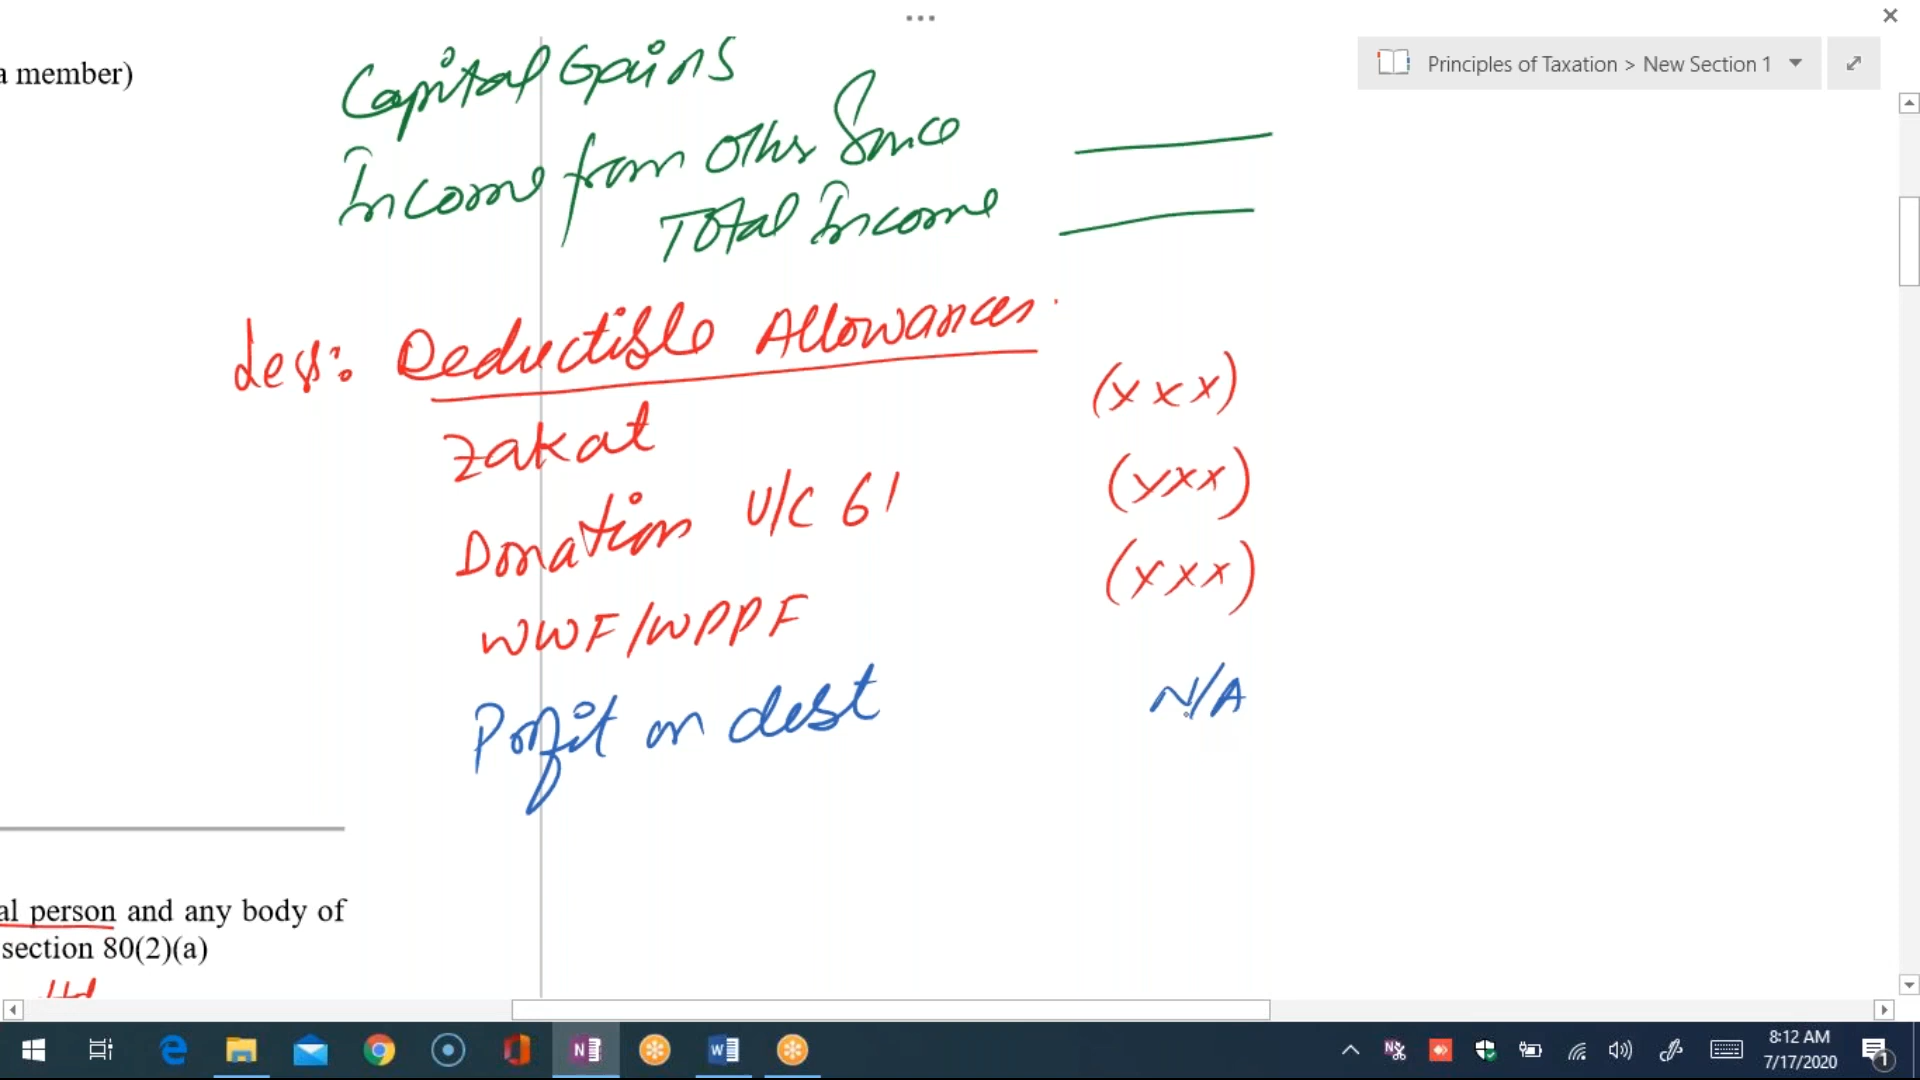 Principles of Taxation > New Section 1
a member)
Capital Gains
Income from Other Source
Total Income
Less: Deductible Allowances.
Zakat (xxx)
Donation U/C 61 (xxx)
WWF/WPPF (xxx)
Profit on debt N/A
al person and any body of
section 80(2)(a)
8:12 AM
7/17/2020
1